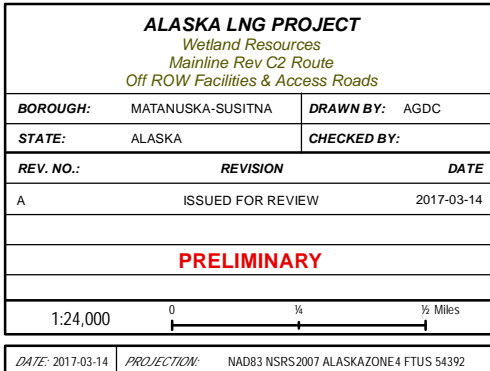 ALASKA LNG PROJECT
Wetland Resources
Mainline Rev C2 Route
Off ROW Facilities & Access Roads
BOROUGH: MATANUSKA-SUSITNA DRAWN BY: AGDC
STATE: ALASKA CHECKED BY:
REV. NO.: REVISION DATE
A ISSUED FOR REVIEW 2017-03-14
PRELIMINARY
1:24,000 0 ¼ ½ Miles
DATE: 2017-03-14 PROJECTION: NAD83 NSRS2007 ALASKAZONE4 FTUS 54392